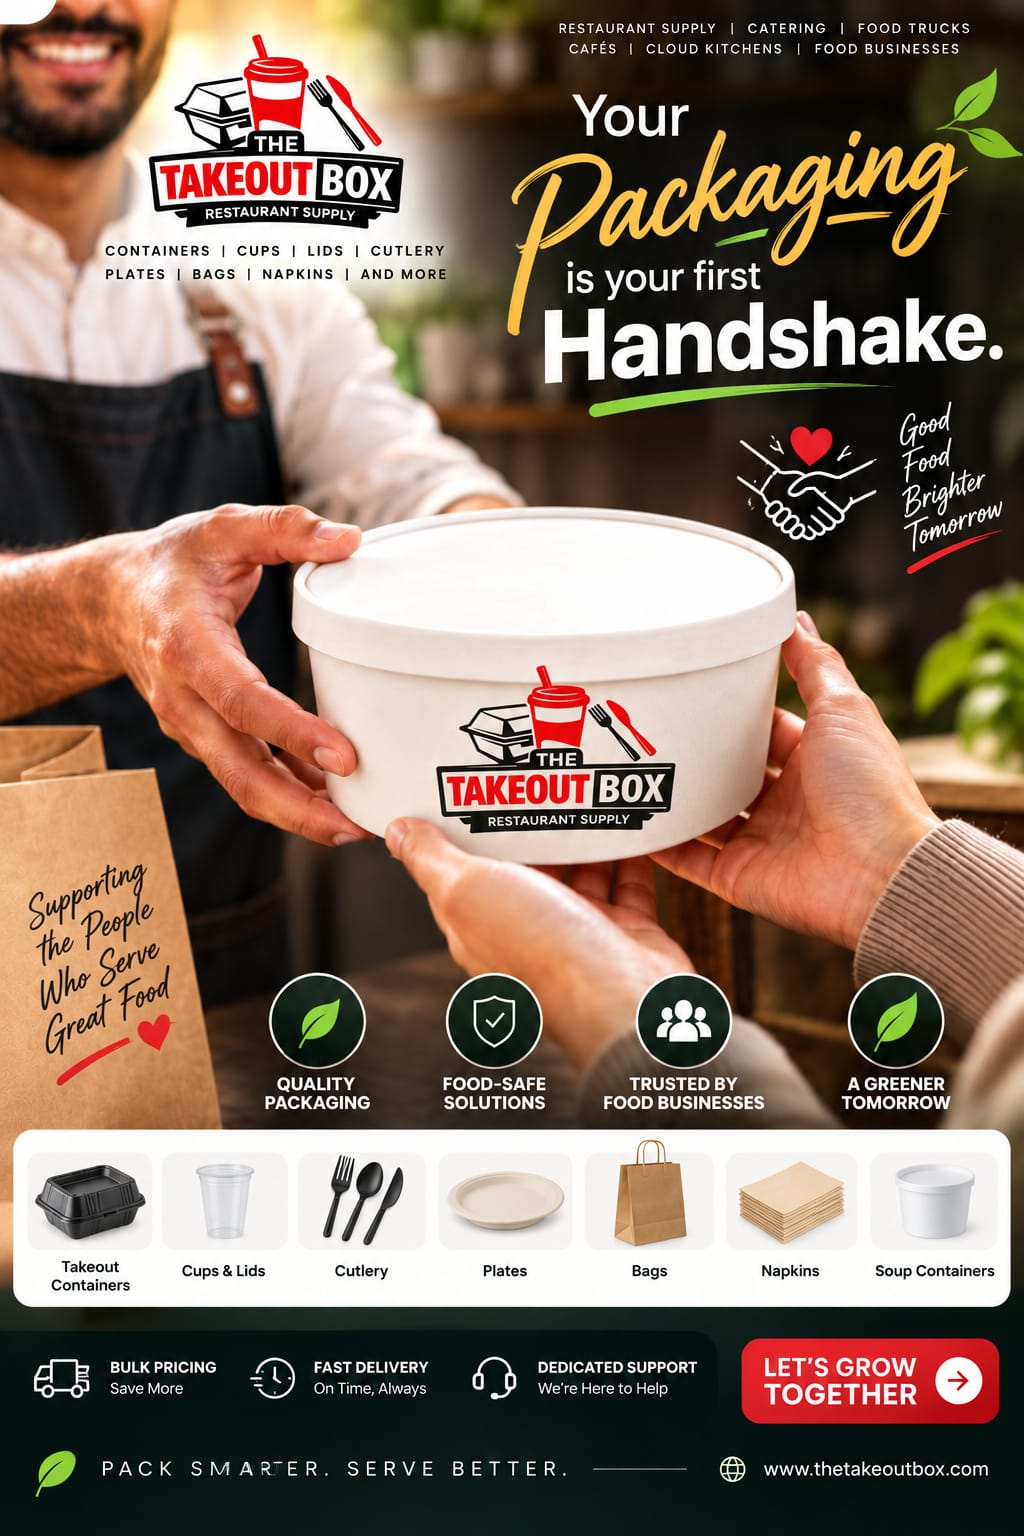 RESTAURANT SUPPLY | CATERING | FOOD TRUCKS
CAFÉS | CLOUD KITCHENS | FOOD BUSINESSES
THE
TAKEOUT BOX
RESTAURANT SUPPLY
CONTAINERS | CUPS | LIDS | CUTLERY
PLATES | BAGS | NAPKINS | AND MORE
Your
Packaging
is your first
Handshake.
Good
Food
Brighter
Tomorrow
THE
TAKEOUT BOX
RESTAURANT SUPPLY
Supporting
the People
Who Serve
Great Food
QUALITY
PACKAGING
FOOD-SAFE
SOLUTIONS
TRUSTED BY
FOOD BUSINESSES
A GREENER
TOMORROW
Takeout
Containers
Cups & Lids
Cutlery
Plates
Bags
Napkins
Soup Containers
BULK PRICING
Save More
FAST DELIVERY
On Time, Always
DEDICATED SUPPORT
We're Here to Help
LET'S GROW
TOGETHER
PACK SMARTER. SERVE BETTER.
www.thetakeoutbox.com